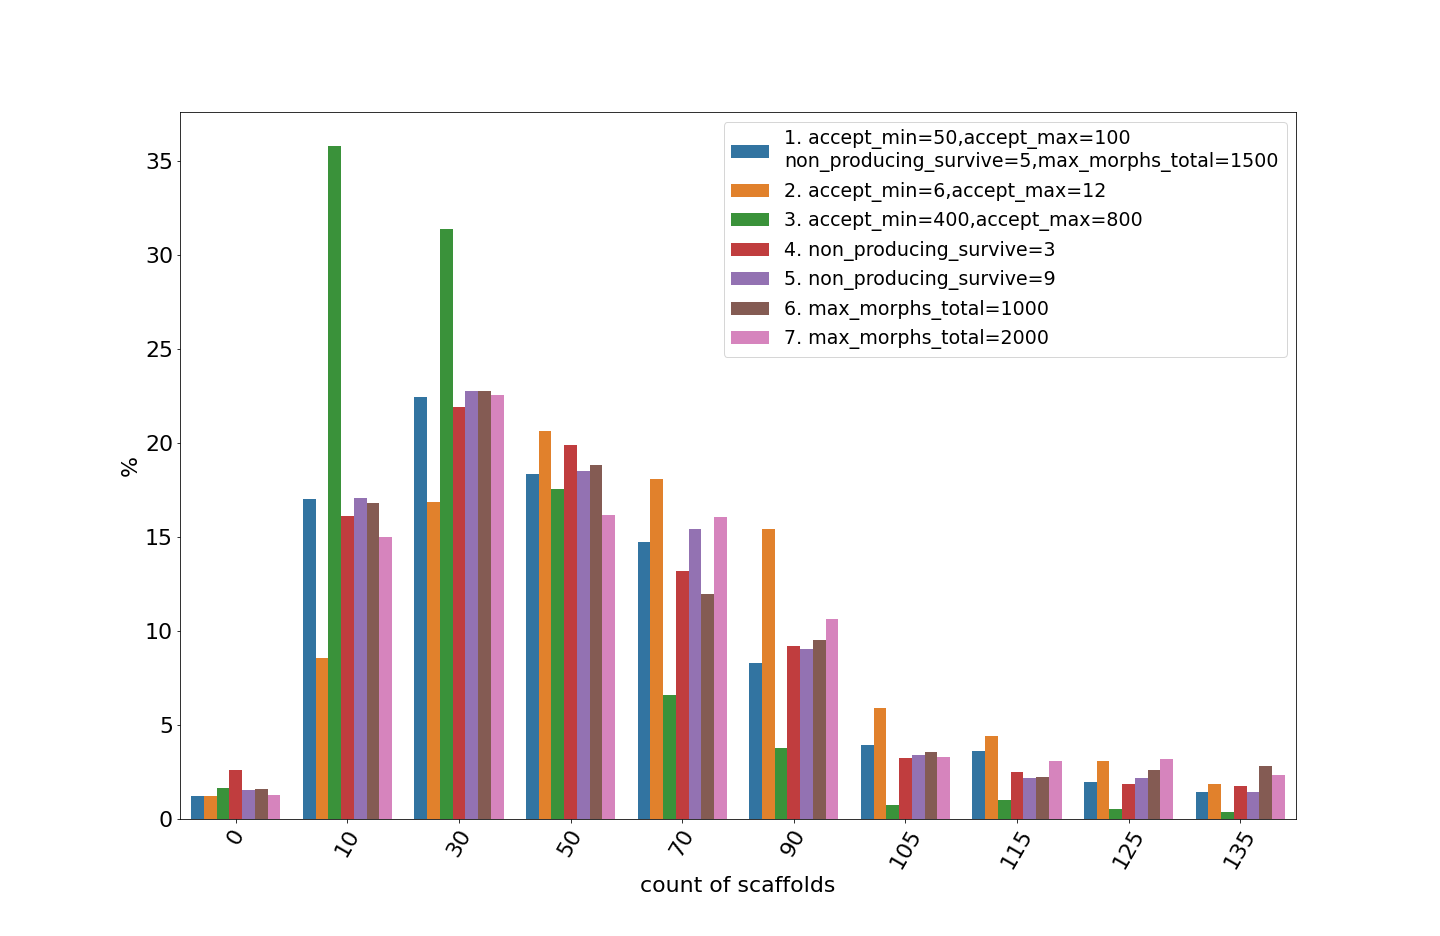 1. accept_min=50,accept_max=100
non_producing_survive=5,max_morphs_total=1500
2. accept_min=6,accept_max=12
3. accept_min=400,accept_max=800
4. non_producing_survive=3
5. non_producing_survive=9
6. max_morphs_total=1000
7. max_morphs_total=2000
35
30
25
20
15
10
5
0
%
0
10
30
50
70
90
105
115
125
135
count of scaffolds